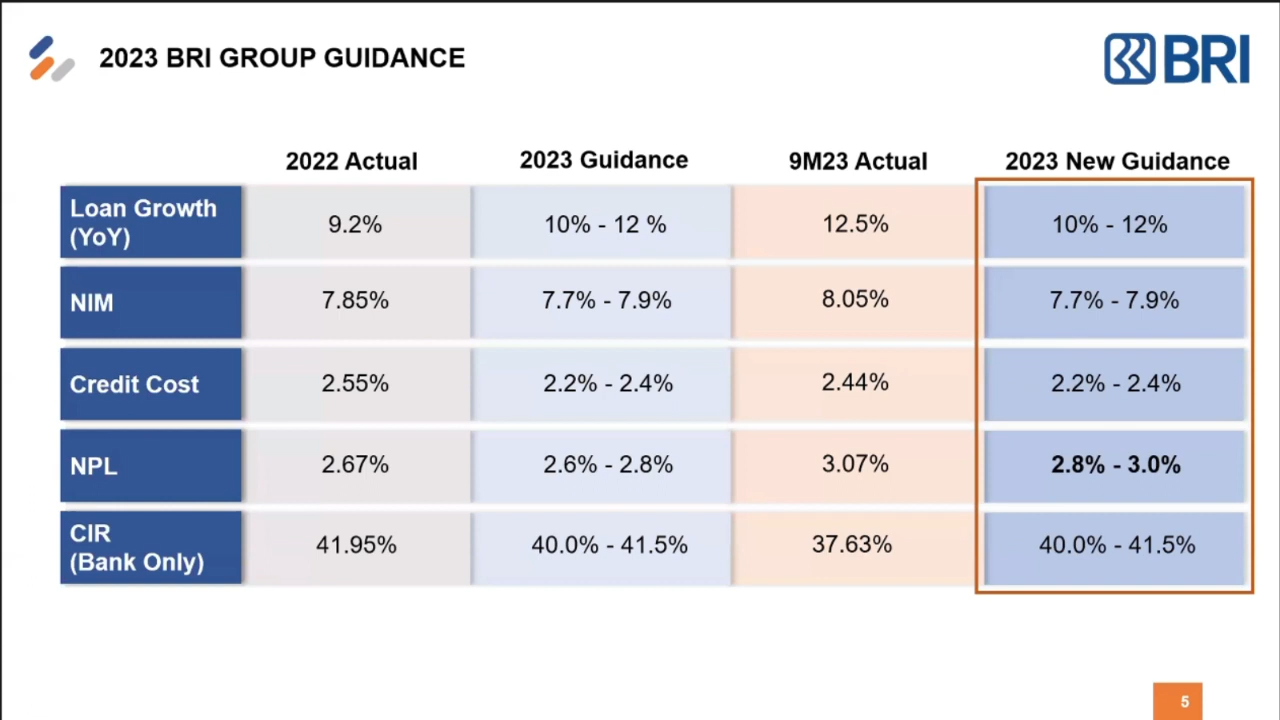 2023 BRI GROUP GUIDANCE
BRI
2022 Actual 2023 Guidance 9M23 Actual 2023 New Guidance
Loan Growth
(YoY) 9.2% 10% - 12 % 12.5% 10% - 12%
NIM 7.85% 7.7% - 7.9% 8.05% 7.7% - 7.9%
Credit Cost 2.55% 2.2% - 2.4% 2.44% 2.2% - 2.4%
NPL 2.67% 2.6% - 2.8% 3.07% 2.8% - 3.0%
CIR
(Bank Only) 41.95% 40.0% - 41.5% 37.63% 40.0% - 41.5%
5